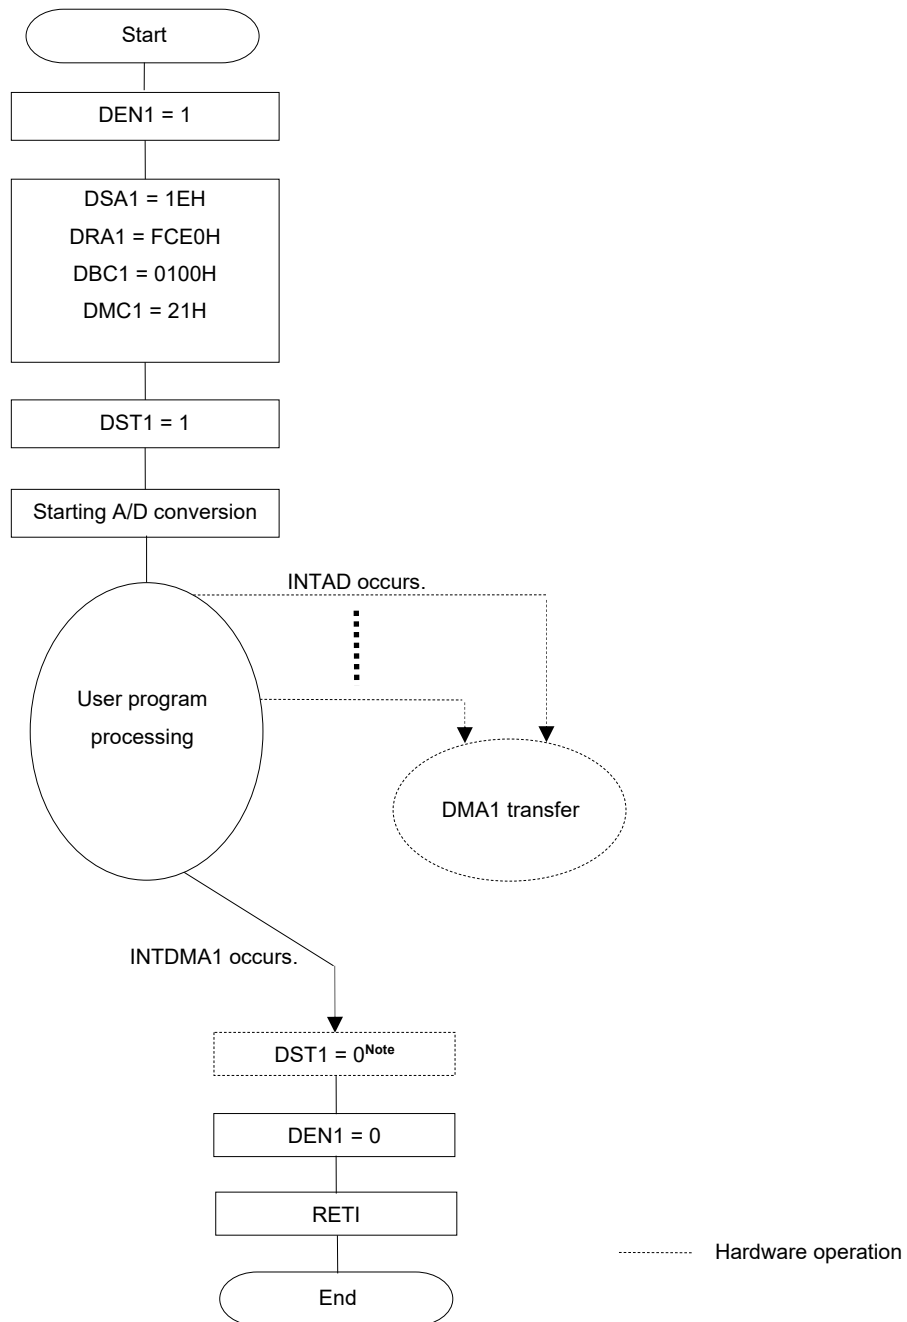 Start
DEN1 = 1
DSA1 = 1EH
DRA1 = FCE0H
DBC1 = 0100H
DMC1 = 21H
DST1 = 1
Starting A/D conversion
INTAD occurs.
User program
processing
DMA1 transfer
INTDMA1 occurs.
DST1 = 0Note
DEN1 = 0
RETI
Hardware operation
End